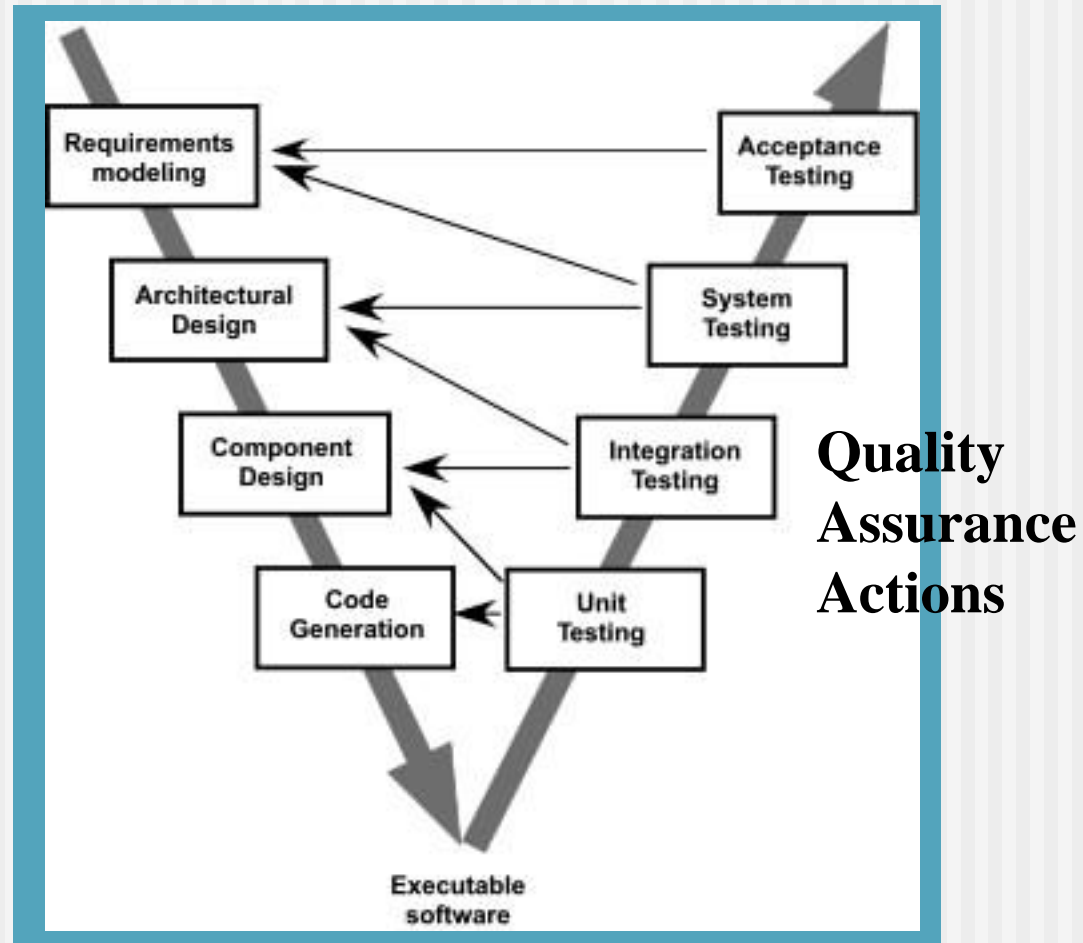 Requirements
modeling
Acceptance
Testing
Architectural
Design
System
Testing
Component
Design
Integration
Testing
Quality
Assurance
Actions
Code
Generation
Unit
Testing
Executable
software